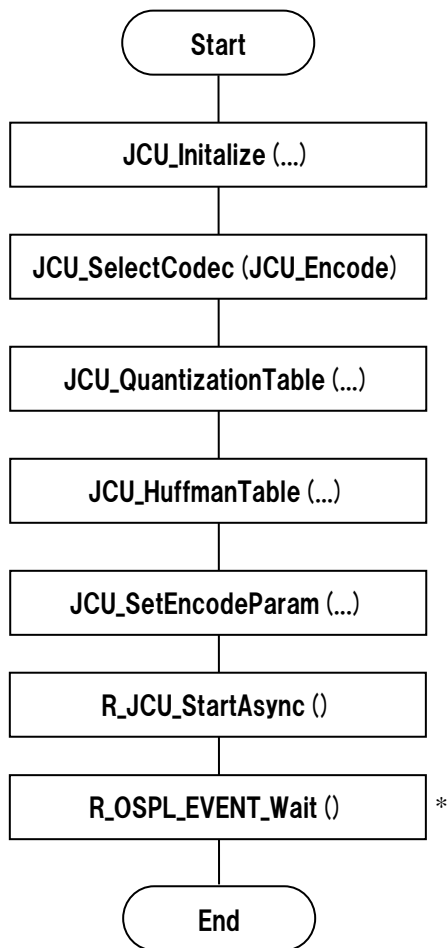 Start
JCU_Initalize (...)
JCU_SelectCodec (JCU_Encode)
JCU_QuantizationTable (...)
JCU_HuffmanTable (...)
JCU_SetEncodeParam (...)
R_JCU_StartAsync ()
R_OSPL_EVENT_Wait () *
End